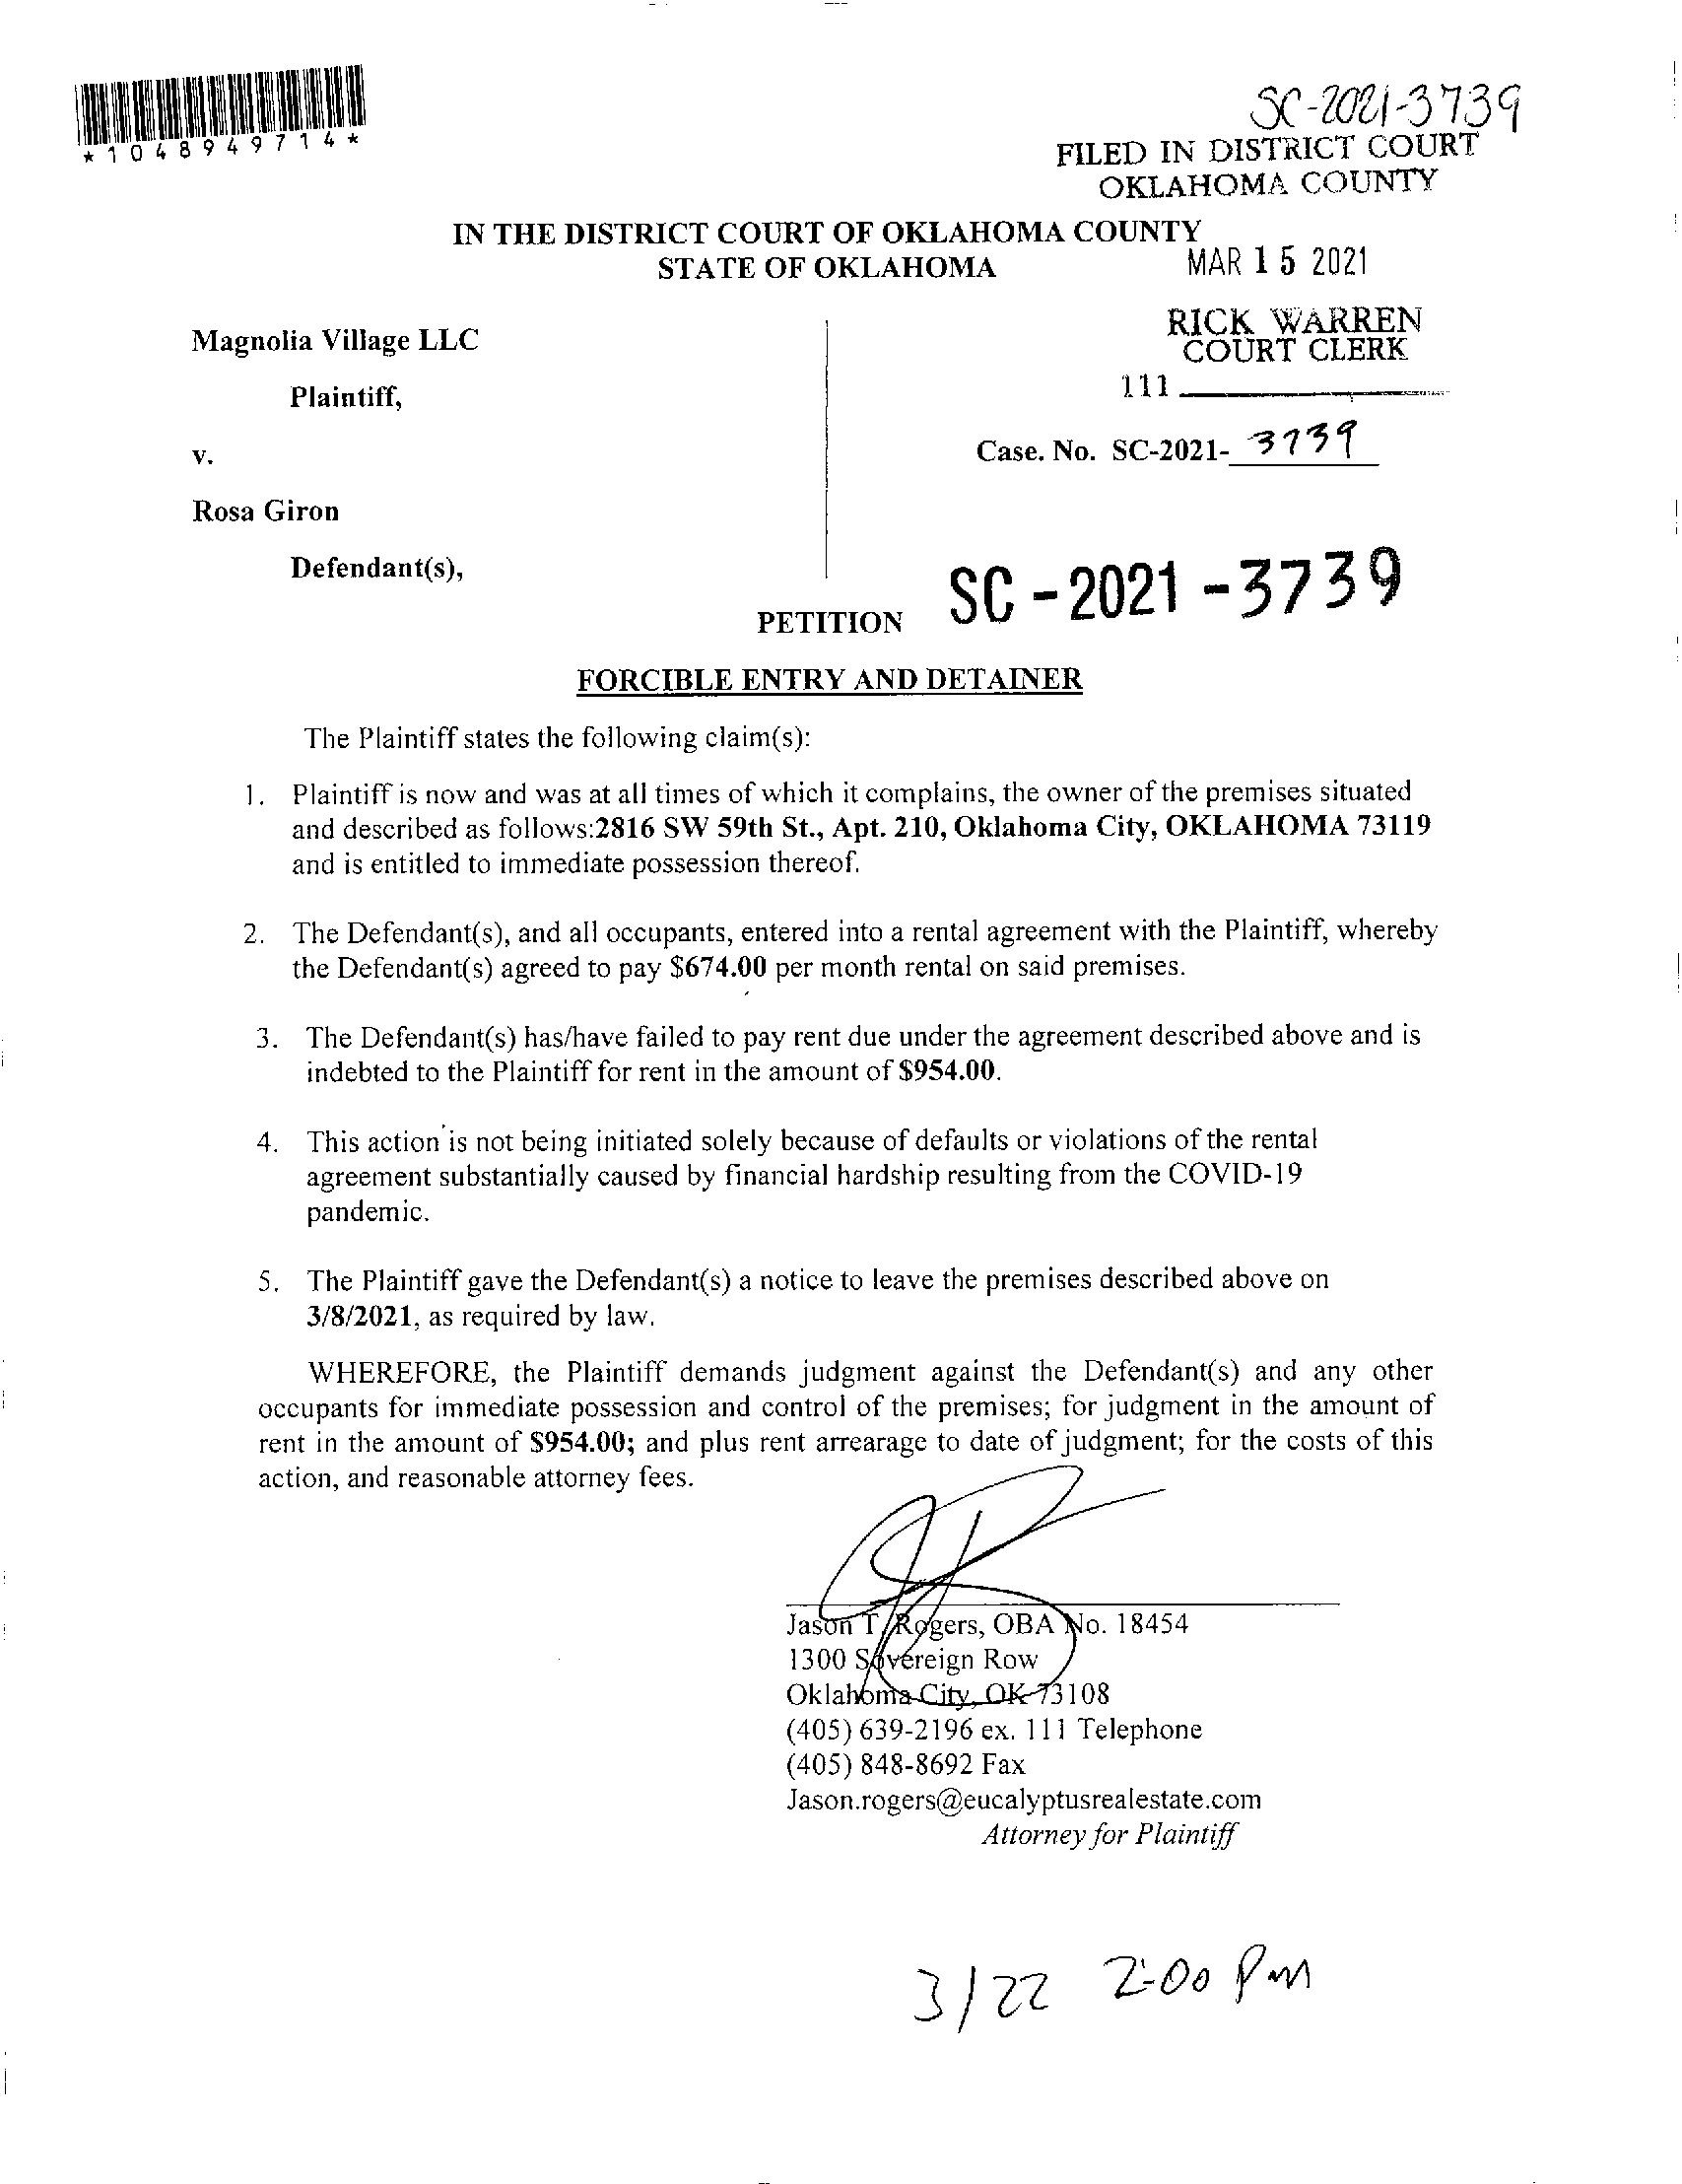 *1048949714*
SC-2021-3739
FILED IN DISTRICT COURT
OKLAHOMA COUNTY
IN THE DISTRICT COURT OF OKLAHOMA COUNTY
STATE OF OKLAHOMA
MAR 15 2021
RICK WARREN
COURT CLERK
111
Magnolia Village LLC
Plaintiff,
v.
Case. No. SC-2021- 3739
Rosa Giron
Defendant(s),
SC-2021-3739
PETITION
FORCIBLE ENTRY AND DETAINER
The Plaintiff states the following claim(s):
1. Plaintiff is now and was at all times of which it complains, the owner of the premises situated
and described as follows:2816 SW 59th St., Apt. 210, Oklahoma City, OKLAHOMA 73119
and is entitled to immediate possession thereof.
2. The Defendant(s), and all occupants, entered into a rental agreement with the Plaintiff, whereby
the Defendant(s) agreed to pay $674.00 per month rental on said premises.
3. The Defendant(s) has/have failed to pay rent due under the agreement described above and is
indebted to the Plaintiff for rent in the amount of $954.00.
4. This action is not being initiated solely because of defaults or violations of the rental
agreement substantially caused by financial hardship resulting from the COVID-19
pandemic.
5. The Plaintiff gave the Defendant(s) a notice to leave the premises described above on
3/8/2021, as required by law.
WHEREFORE, the Plaintiff demands judgment against the Defendant(s) and any other
occupants for immediate possession and control of the premises; for judgment in the amount of
rent in the amount of $954.00; and plus rent arrearage to date of judgment; for the costs of this
action, and reasonable attorney fees.
Jason T. Rogers, OBA No. 18454
1300 Sovereign Row
Oklahoma City, OK 73108
(405) 639-2196 ex. 111 Telephone
(405) 848-8692 Fax
Jason.rogers@eucalyptusrealestate.com
Attorney for Plaintiff
3/22 2:00 PM